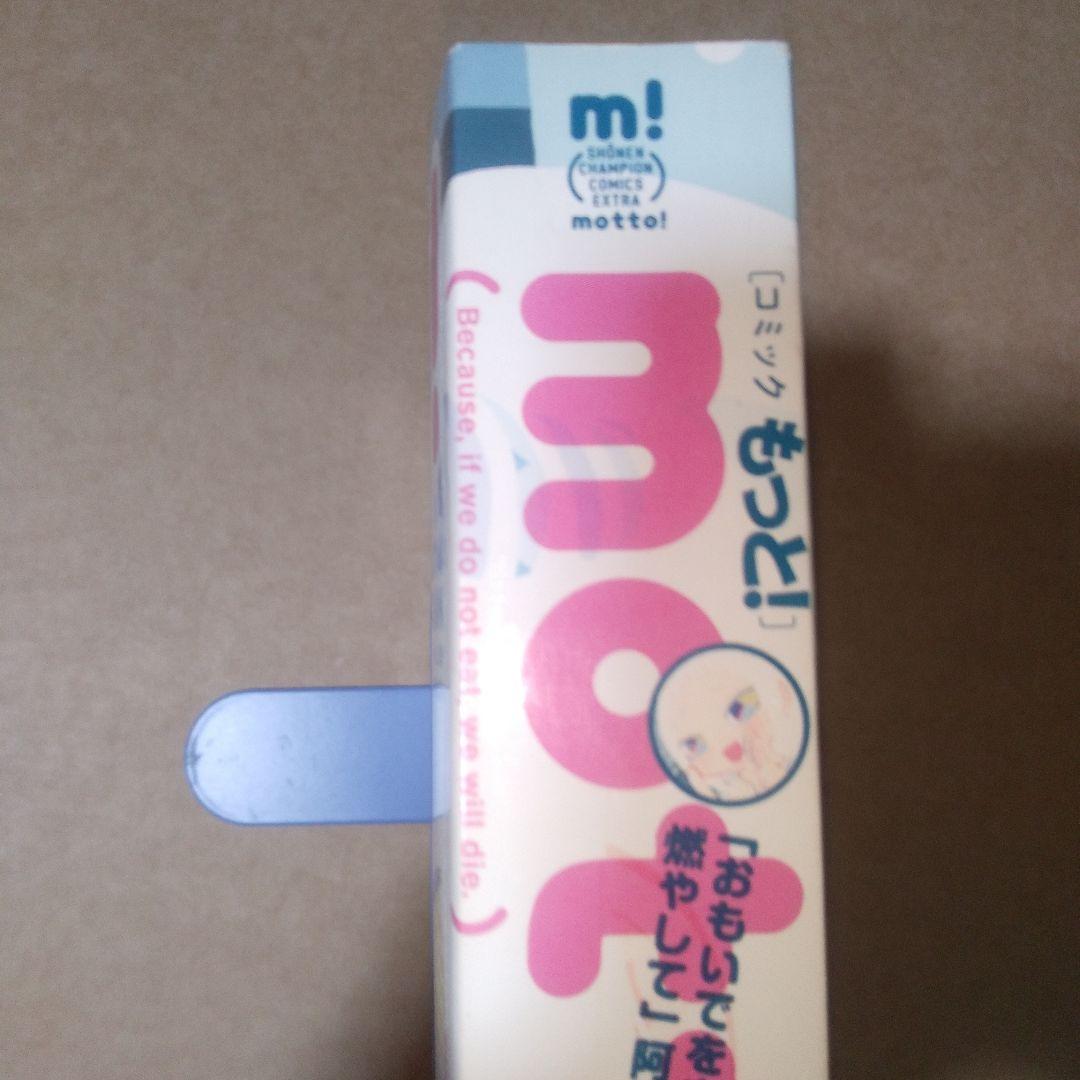 m!
SHŌNEN
CHAMPION
COMICS
EXTRA
motto!
[コミック もっと!]
mot
(Because, if we do not eat, we will die.)
「おもいでを
燃やして」阿